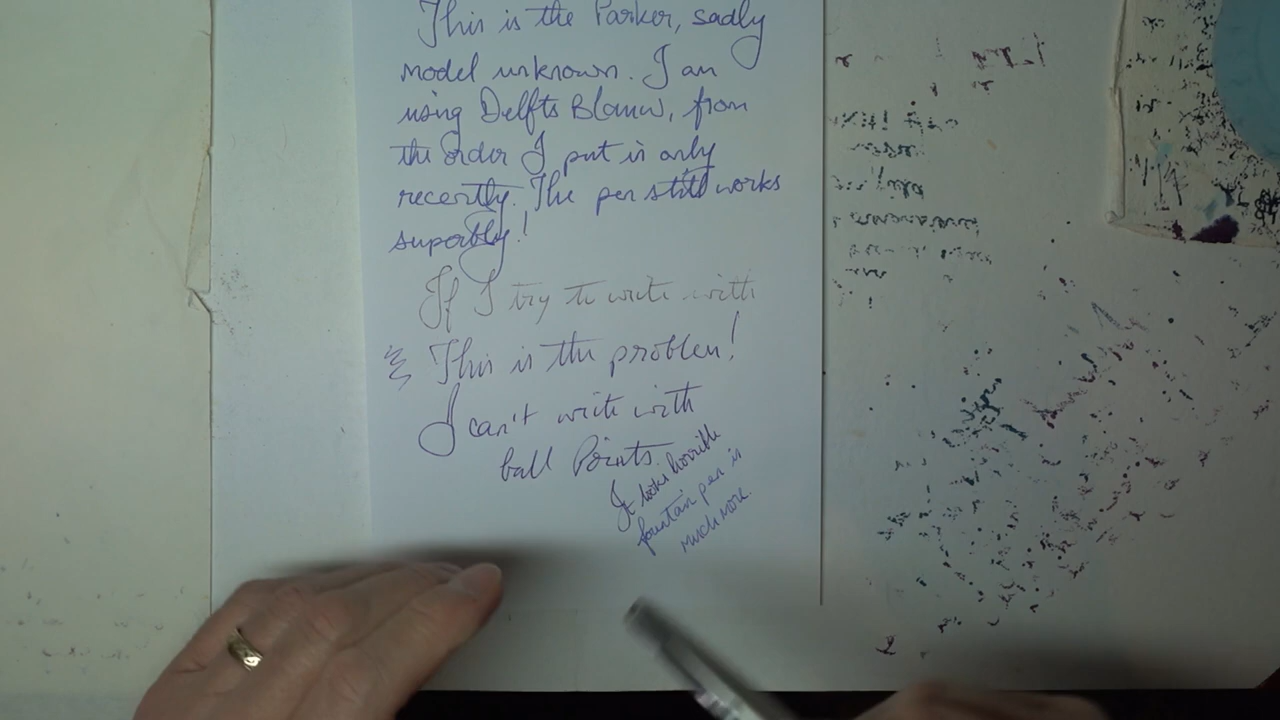 This is the Parker, sadly
model unknown. I am
using Delfts Blauw, from
the order I put in only
recently. The pen still works
superbly!
If I try to write with
This is the problem!
I can't write with
ball Points.
It looks horrible
fountain pen is
much more.